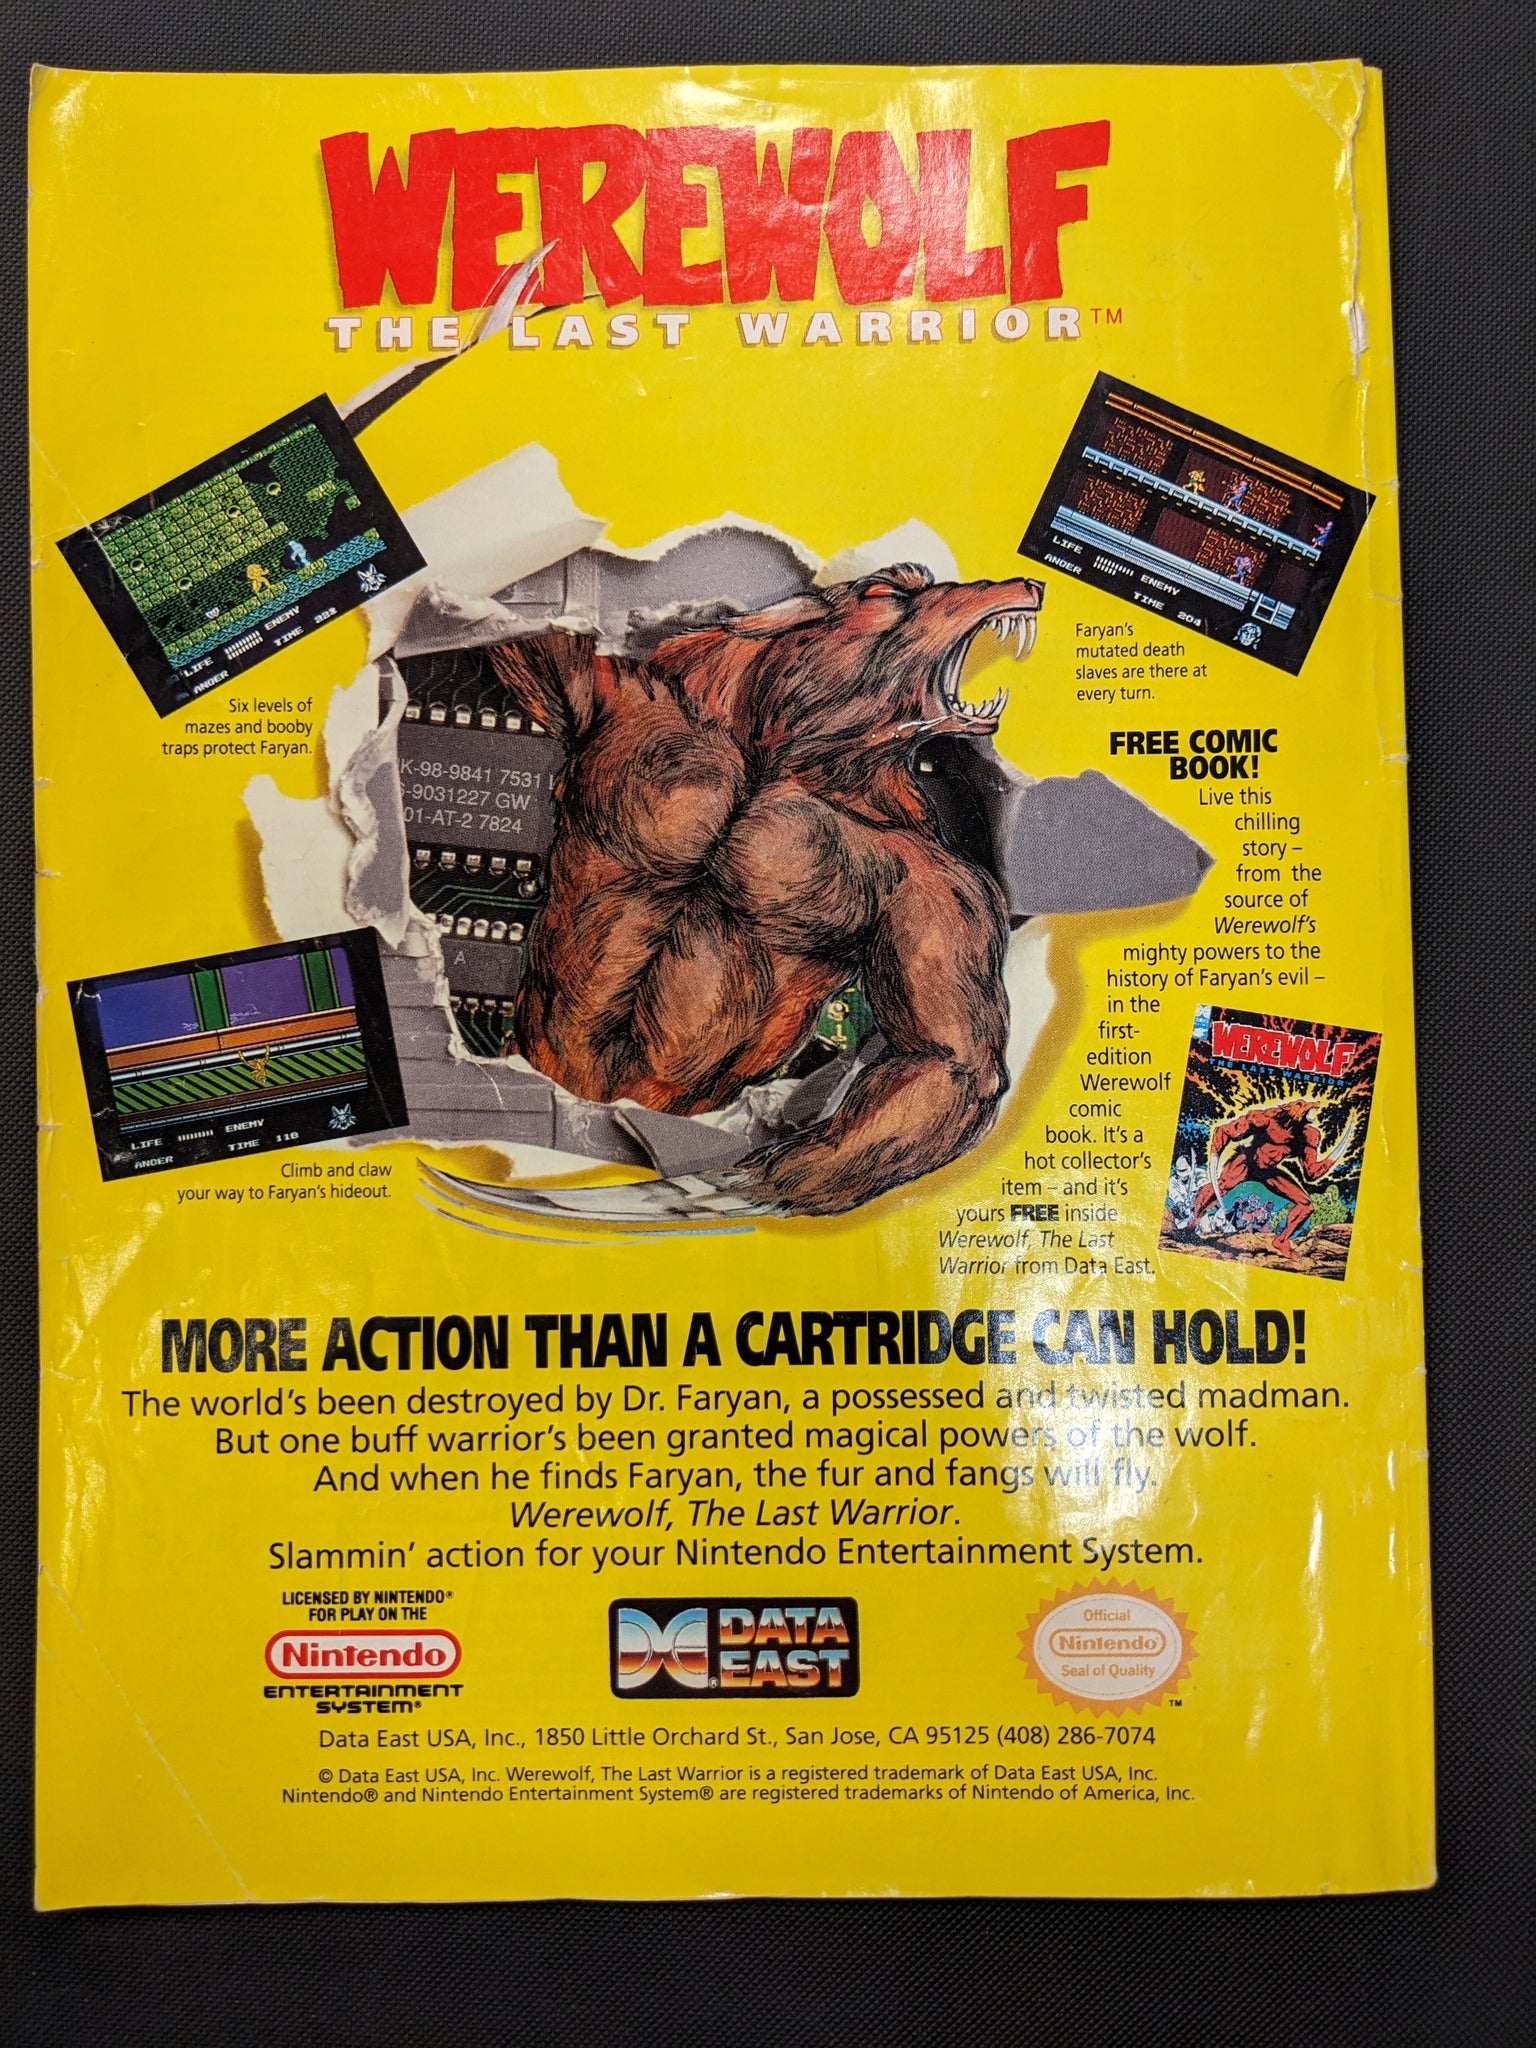 WEREWOLF
THE LAST WARRIOR™
LIFE ENEMY
ANDER TIME
Six levels of
mazes and booby
traps protect Faryan.
LIFE ENEMY
ANDER TIME 204
Faryan's
mutated death
slaves are there at
every turn.
K-98-9841 7531
-9031227 GW
01-AT-2 7824
A
FREE COMIC
BOOK!
Live this
chilling
story –
from the
source of
Werewolf's
mighty powers to the
history of Faryan's evil –
in the
first-
edition
Werewolf
comic
book. It's a
hot collector's
item – and it's
yours FREE inside
Werewolf, The Last
Warrior from Data East.
WEREWOLF
THE LAST WARRIOR
LIFE ENEMY
ANDER TIME 118
Climb and claw
your way to Faryan's hideout.
MORE ACTION THAN A CARTRIDGE CAN HOLD!
The world's been destroyed by Dr. Faryan, a possessed and twisted madman.
But one buff warrior's been granted magical powers of the wolf.
And when he finds Faryan, the fur and fangs will fly.
Werewolf, The Last Warrior.
Slammin' action for your Nintendo Entertainment System.
LICENSED BY NINTENDO®
FOR PLAY ON THE
Nintendo
ENTERTAINMENT
SYSTEM®
DATA
EAST®
Official
Nintendo
Seal of Quality
TM
Data East USA, Inc., 1850 Little Orchard St., San Jose, CA 95125 (408) 286-7074
© Data East USA, Inc. Werewolf, The Last Warrior is a registered trademark of Data East USA, Inc.
Nintendo® and Nintendo Entertainment System® are registered trademarks of Nintendo of America, Inc.